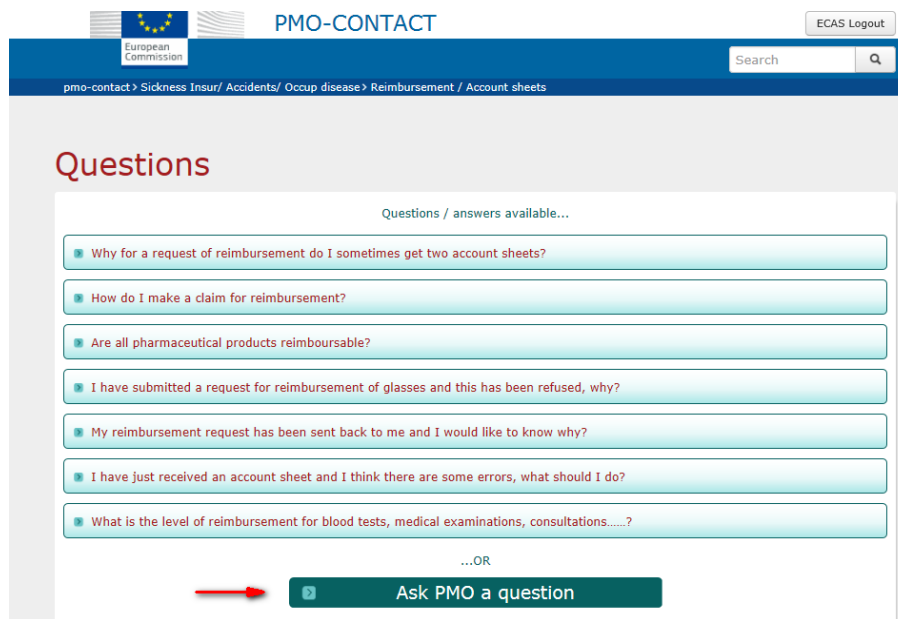 PMO-CONTACT
ECAS Logout
European
Commission
Search
pmo-contact > Sickness Insur/ Accidents/ Occup disease > Reimbursement / Account sheets
Questions
Questions / answers available...
Why for a request of reimbursement do I sometimes get two account sheets?
How do I make a claim for reimbursement?
Are all pharmaceutical products reimboursable?
I have submitted a request for reimbursement of glasses and this has been refused, why?
My reimbursement request has been sent back to me and I would like to know why?
I have just received an account sheet and I think there are some errors, what should I do?
What is the level of reimbursement for blood tests, medical examinations, consultations......?
...OR
Ask PMO a question